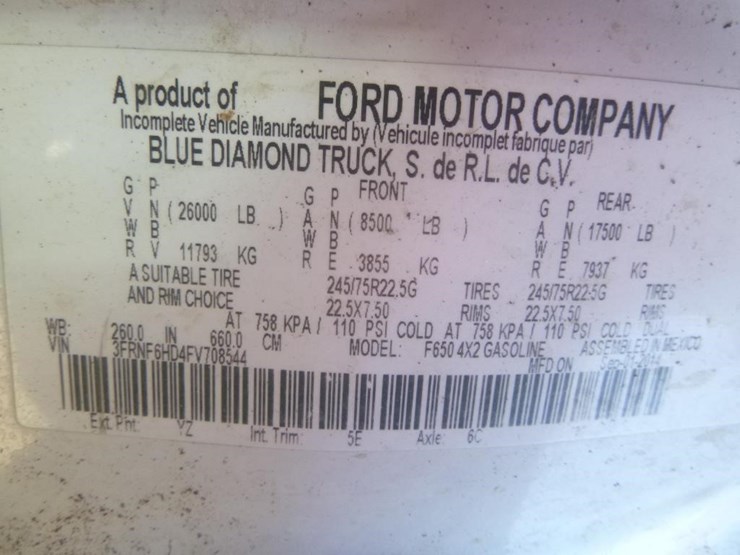 A product of FORD MOTOR COMPANY
Incomplete Vehicle Manufactured by (Vehicule incomplet fabrique par)
BLUE DIAMOND TRUCK, S. de R.L. de C.V.
G P G P FRONT G P REAR
V N ( 26000 LB ) A N ( 8500 LB ) A N ( 17500 LB )
W B W B W B
R V 11793 KG R E 3855 KG R E 7937 KG
A SUITABLE TIRE 245/75R22.5G TIRES 245/75R22.5G TIRES
AND RIM CHOICE 22.5X7.50 RIMS 22.5X7.50 RIMS
AT 758 KPA / 110 PSI COLD AT 758 KPA / 110 PSI COLD DUAL
WB: 260.0 IN 660.0 CM MODEL: F650 4X2 GASOLINE ASSEMBLED IN MEXICO
VIN 3FRNF6HD4FV708544 MFD ON
Ext. Pnt: YZ Int. Trim: 5E Axle: 6C